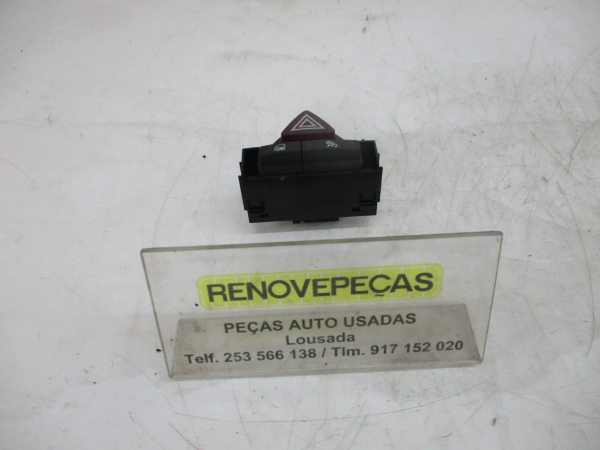 RENOVEPEÇAS
PEÇAS AUTO USADAS
Lousada
Telf. 253 566 138 / Tlm. 917 152 020